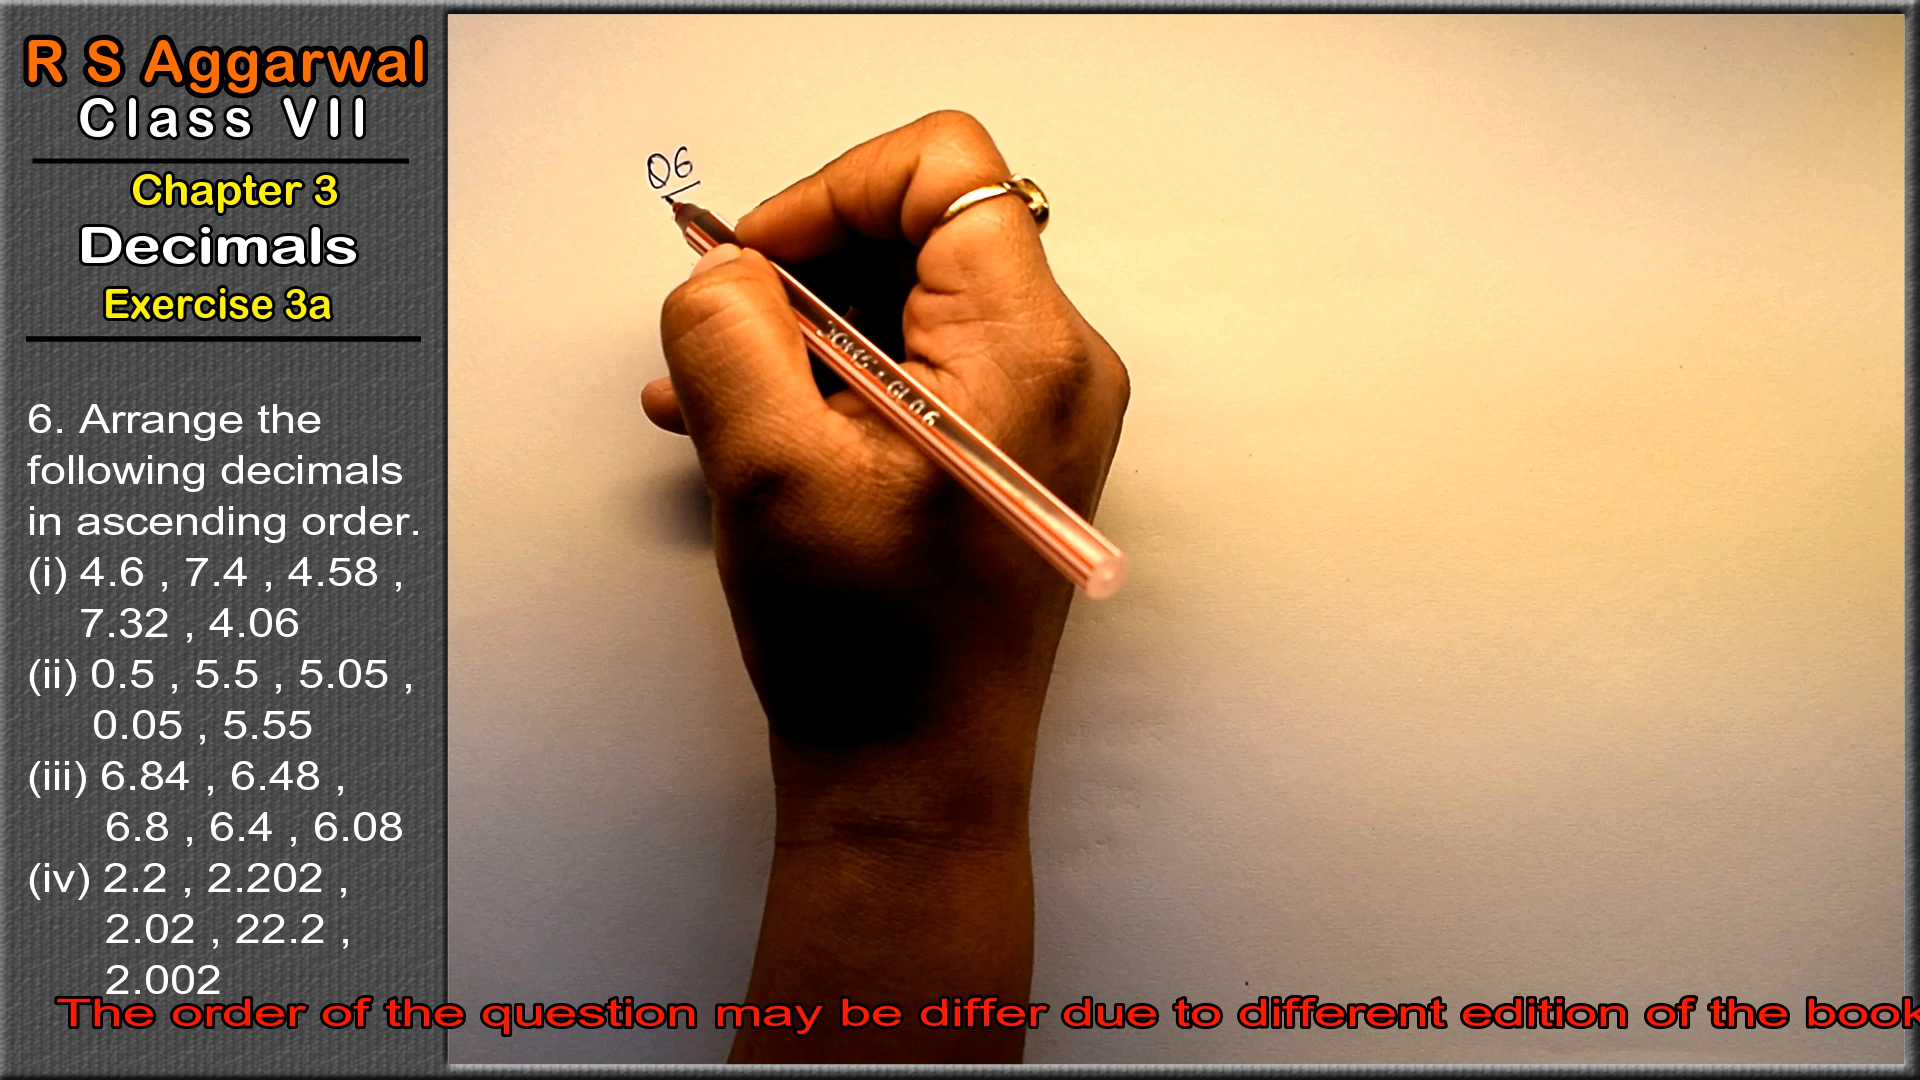 R S Aggarwal
Class VII
Chapter 3
Decimals
Exercise 3a
6. Arrange the
following decimals
in ascending order.
(i) 4.6 , 7.4 , 4.58 ,
7.32 , 4.06
(ii) 0.5 , 5.5 , 5.05 ,
0.05 , 5.55
(iii) 6.84 , 6.48 ,
6.8 , 6.4 , 6.08
(iv) 2.2 , 2.202 ,
2.02 , 22.2 ,
2.002
The order of the question may be differ due to different edition of the book
Q6